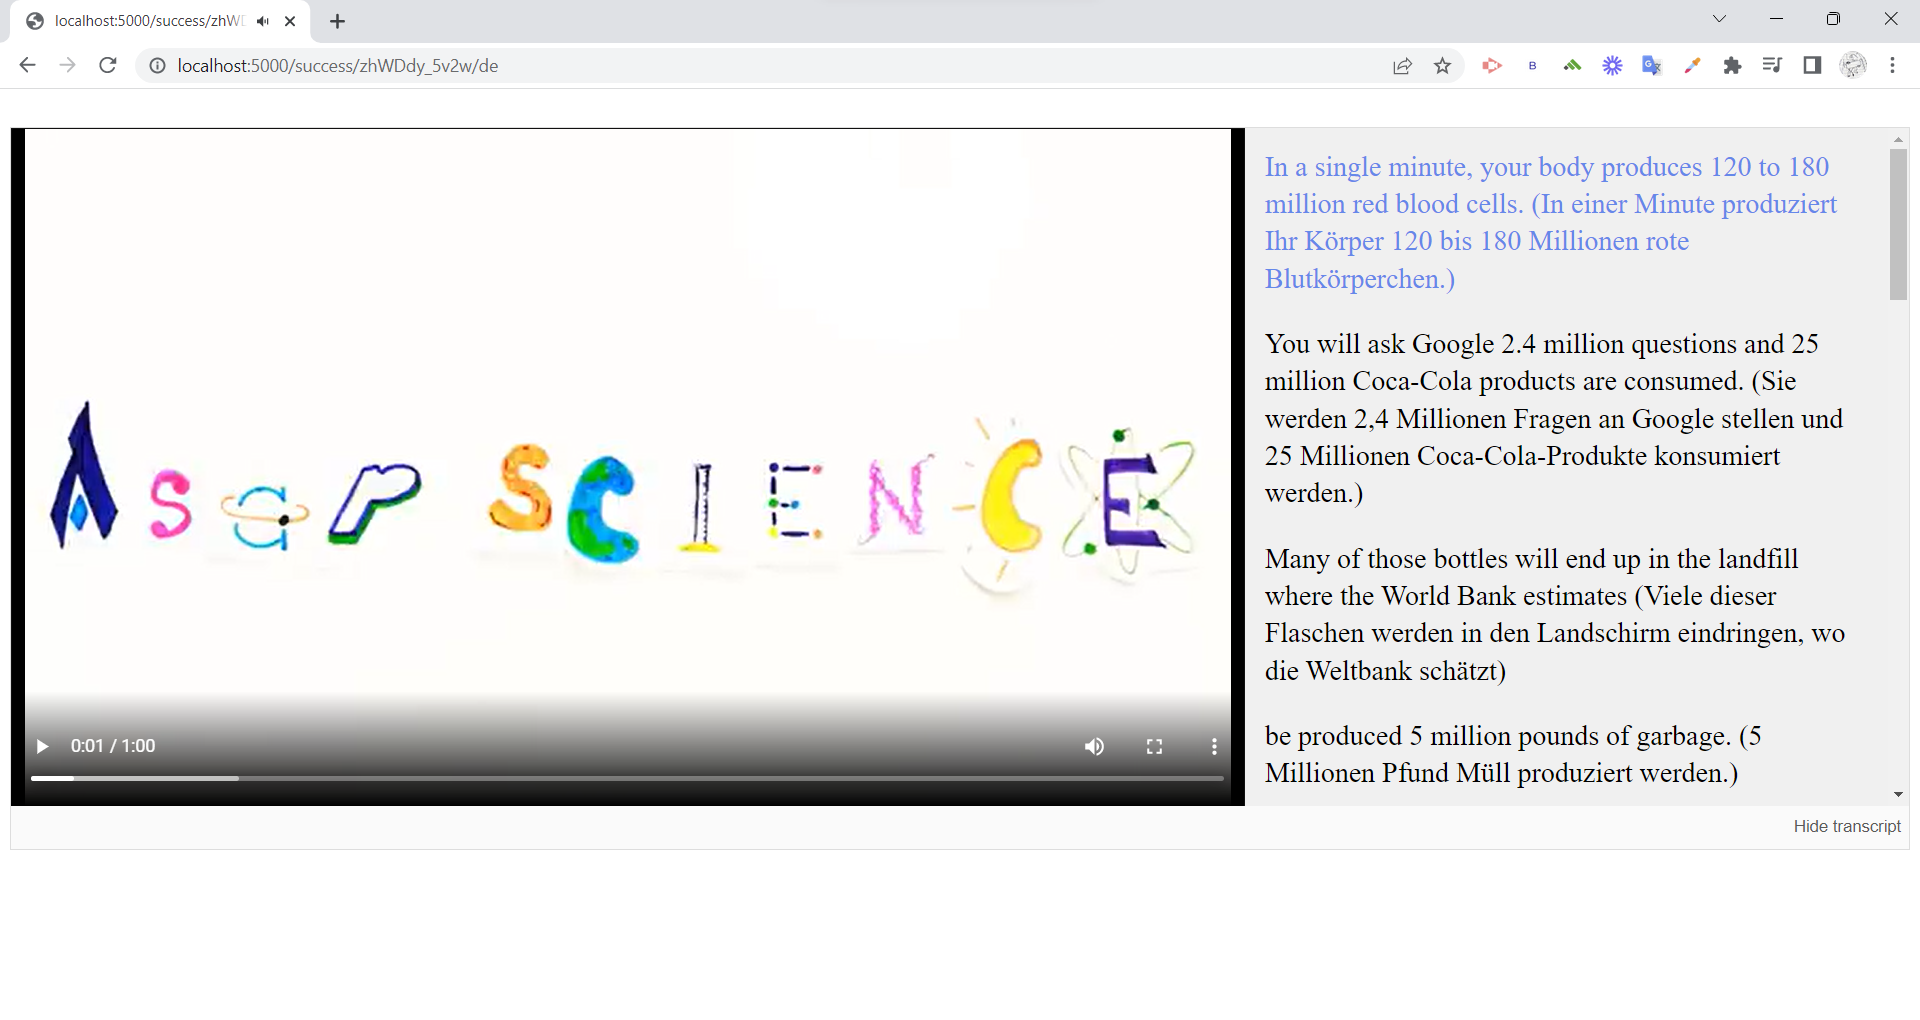 localhost:5000/success/zhWD
localhost:5000/success/zhWDdy_5v2w/de
B
G
AsAP SCIENCE
0:01 / 1:00
In a single minute, your body produces 120 to 180
million red blood cells. (In einer Minute produziert
Ihr Körper 120 bis 180 Millionen rote
Blutkörperchen.)
You will ask Google 2.4 million questions and 25
million Coca-Cola products are consumed. (Sie
werden 2,4 Millionen Fragen an Google stellen und
25 Millionen Coca-Cola-Produkte konsumiert
werden.)
Many of those bottles will end up in the landfill
where the World Bank estimates (Viele dieser
Flaschen werden in den Landschirm eindringen, wo
die Weltbank schätzt)
be produced 5 million pounds of garbage. (5
Millionen Pfund Müll produziert werden.)
Hide transcript